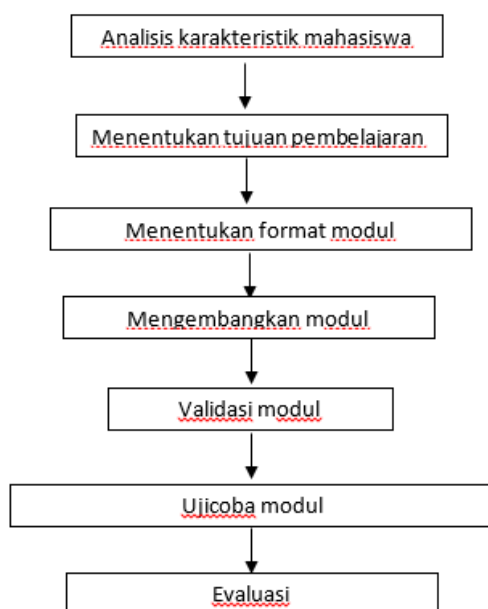 Analisis karakteristik mahasiswa
Menentukan tujuan pembelajaran
Menentukan format modul
Mengembangkan modul
Validasi modul
Ujicoba modul
Evaluasi